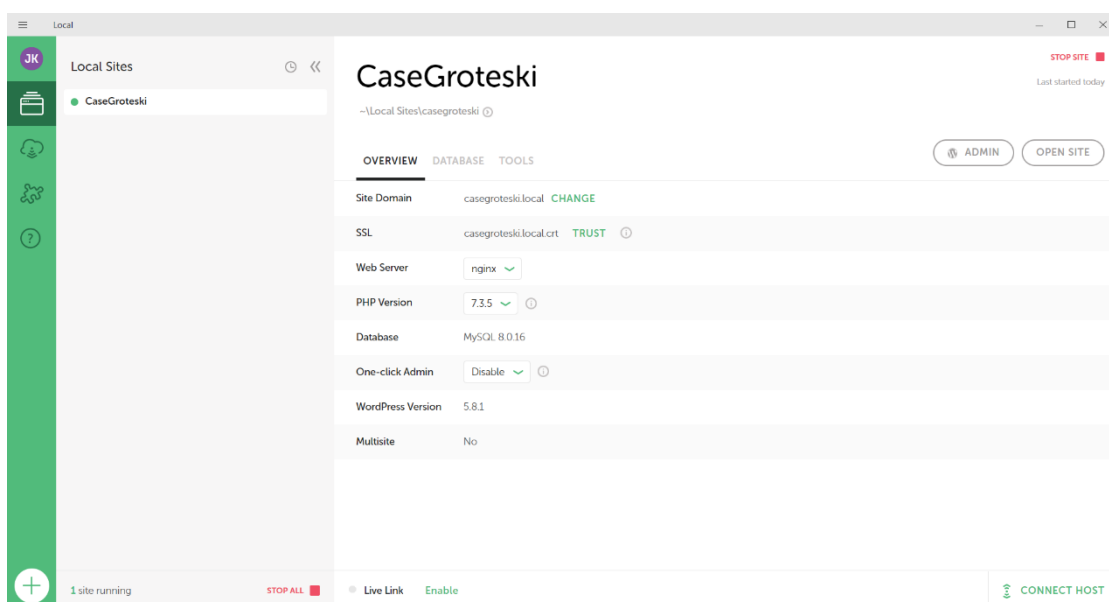 Local
JK
Local Sites
CaseGroteski
1 site running
STOP ALL
CaseGroteski
~\Local Sites\casegroteski
STOP SITE
Last started today
ADMIN
OPEN SITE
OVERVIEW DATABASE TOOLS
Site Domain casegroteski.local CHANGE
SSL casegroteski.local.crt TRUST
Web Server nginx
PHP Version 7.3.5
Database MySQL 8.0.16
One-click Admin Disable
WordPress Version 5.8.1
Multisite No
Live Link Enable
CONNECT HOST